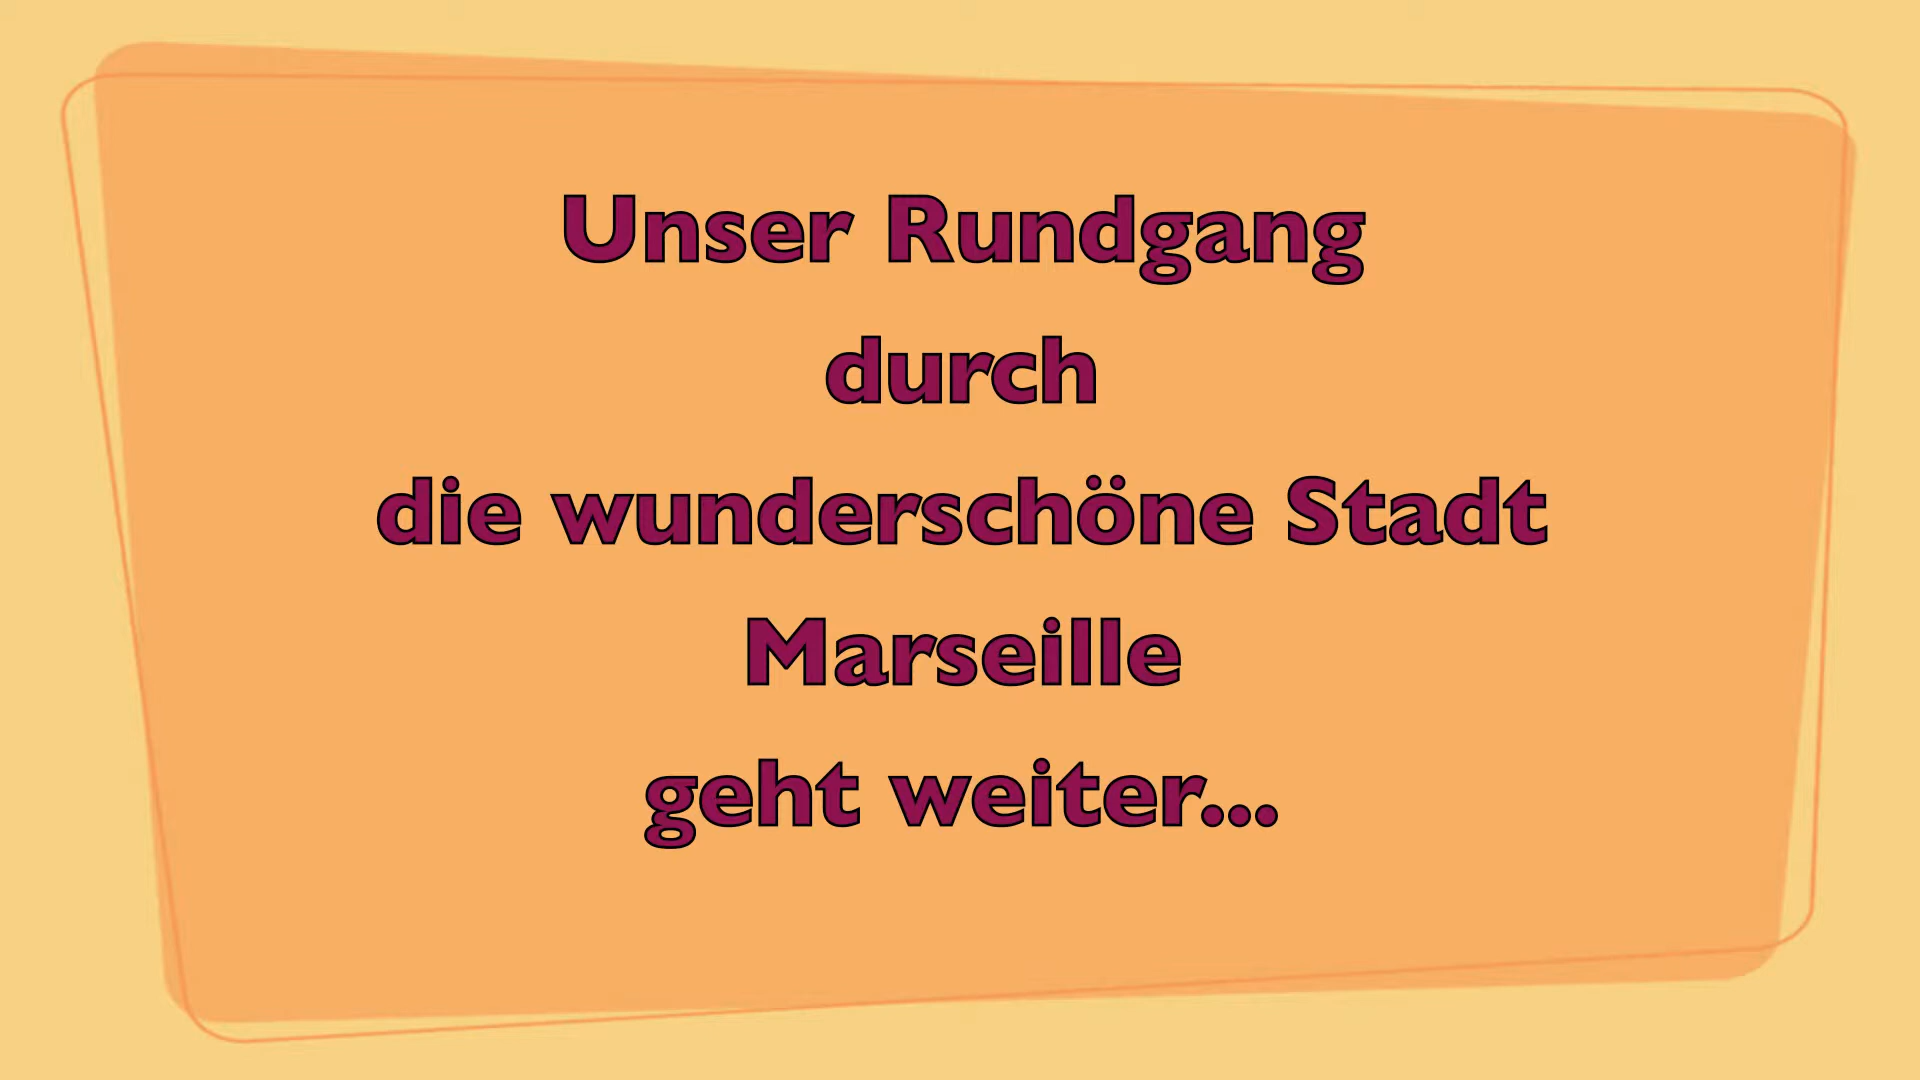 Unser Rundgang
durch
die wunderschöne Stadt
Marseille
geht weiter...